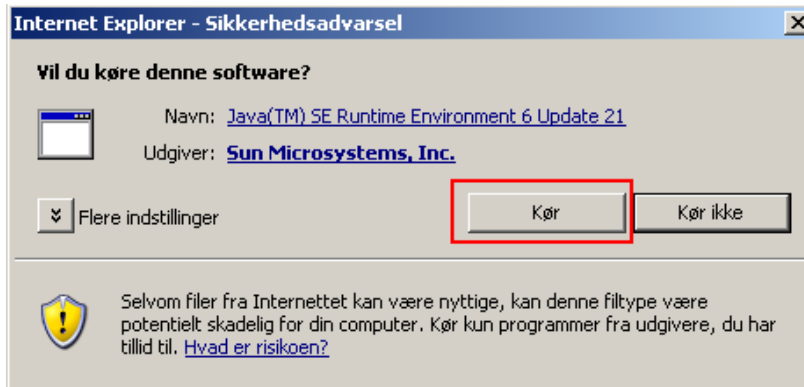 Internet Explorer - Sikkerhedsadvarsel
Vil du køre denne software?
Navn: Java(TM) SE Runtime Environment 6 Update 21
Udgiver: Sun Microsystems, Inc.
Flere indstillinger
Kør
Kør ikke
Selvom filer fra Internettet kan være nyttige, kan denne filtype være
potentielt skadelig for din computer. Kør kun programmer fra udgivere, du har
tillid til. Hvad er risikoen?